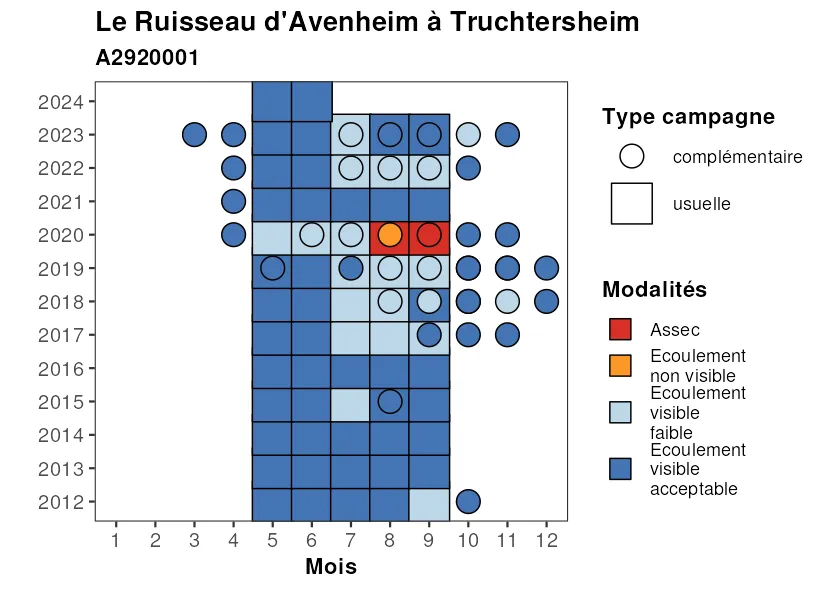 Le Ruisseau d'Avenheim à Truchtersheim
A2920001
2024
2023
2022
2021
2020
2019
2018
2017
2016
2015
2014
2013
2012
1 2 3 4 5 6 7 8 9 10 11 12
Mois
Type campagne
complémentaire
usuelle
Modalités
Assec
Ecoulement
non visible
Ecoulement
visible
faible
Ecoulement
visible
acceptable